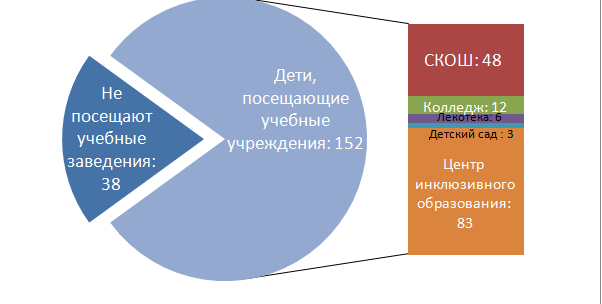 Не
посещают
учебные
заведения:
38
Дети,
посещающие
учебные
учреждения: 152
СКОШ: 48
Колледж: 12
Лекотека: 6
Детский сад : 3
Центр
инклюзивного
образования:
83